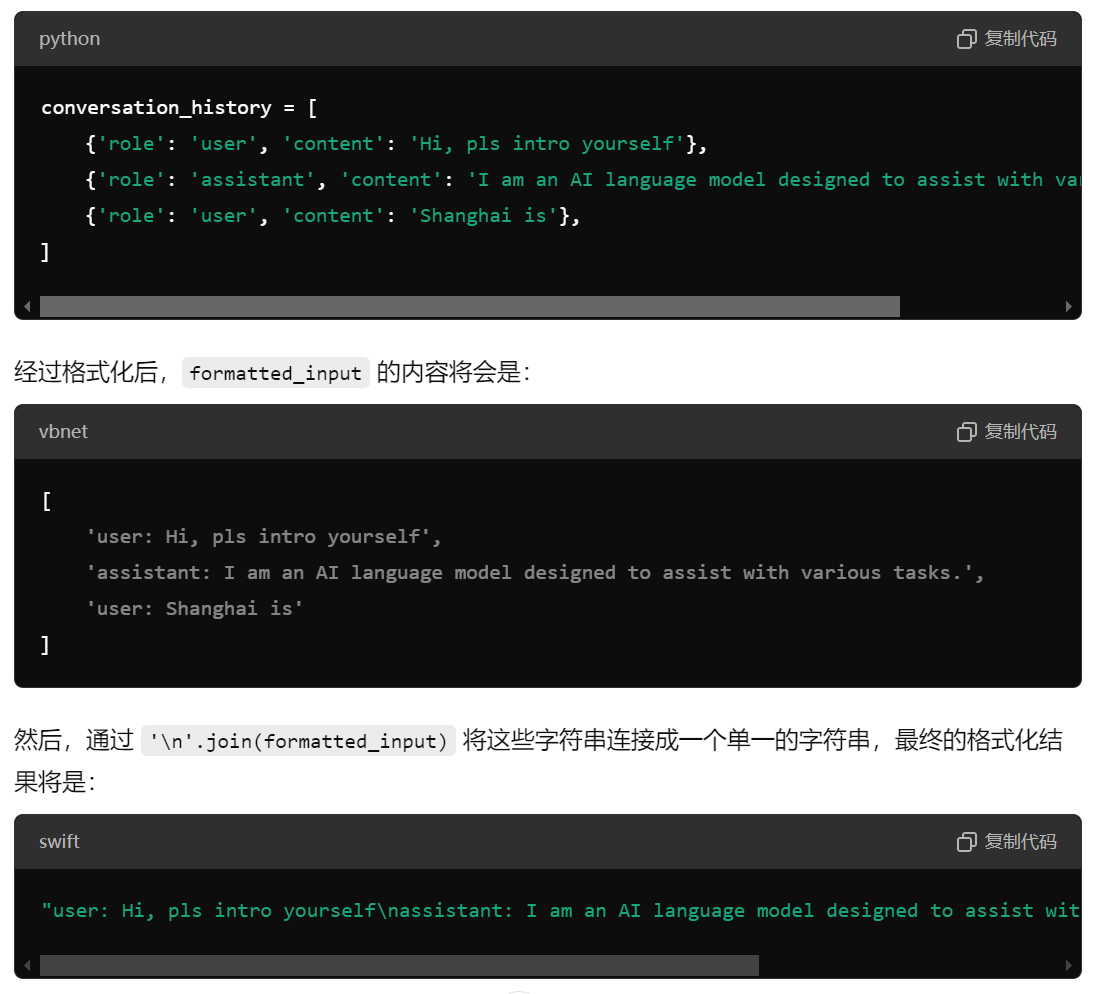 python
复制代码
conversation_history = [
    {'role': 'user', 'content': 'Hi, pls intro yourself'},
    {'role': 'assistant', 'content': 'I am an AI language model designed to assist with
    {'role': 'user', 'content': 'Shanghai is'},
]
经过格式化后， formatted_input 的内容将会是：
vbnet
复制代码
[
    'user: Hi, pls intro yourself',
    'assistant: I am an AI language model designed to assist with various tasks.',
    'user: Shanghai is'
]
然后，通过 '\n'.join(formatted_input) 将这些字符串连接成一个单一的字符串，最终的格式化结
果将是：
swift
复制代码
"user: Hi, pls intro yourself\nassistant: I am an AI language model designed to assist